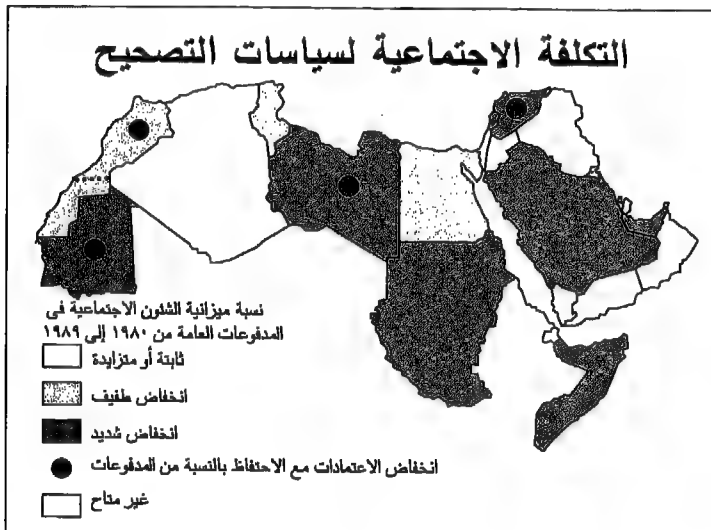 التكلفة الاجتماعية لسياسات التصحيح
نسبة ميزانية الشئون الاجتماعية فى
المدفوعات العامة من ١٩٨٠ إلى ١٩٨٩
ثابتة أو متزايدة
انخفاض طفيف
انخفاض شديد
انخفاض الاعتمادات مع الاحتفاظ بالنسبة من المدفوعات
غير متاح